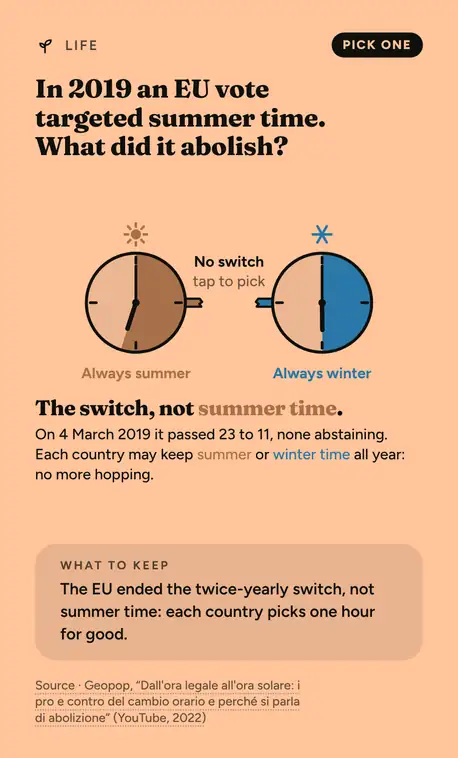 LIFE
PICK ONE
In 2019 an EU vote
targeted summer time.
What did it abolish?
No switch
tap to pick
Always summer
Always winter
The switch, not summer time.
On 4 March 2019 it passed 23 to 11, none abstaining.
Each country may keep summer or winter time all year:
no more hopping.
WHAT TO KEEP
The EU ended the twice-yearly switch, not
summer time: each country picks one hour
for good.
Source · Geopop, “Dall'ora legale all'ora solare: i
pro e contro del cambio orario e perché si parla
di abolizione” (YouTube, 2022)